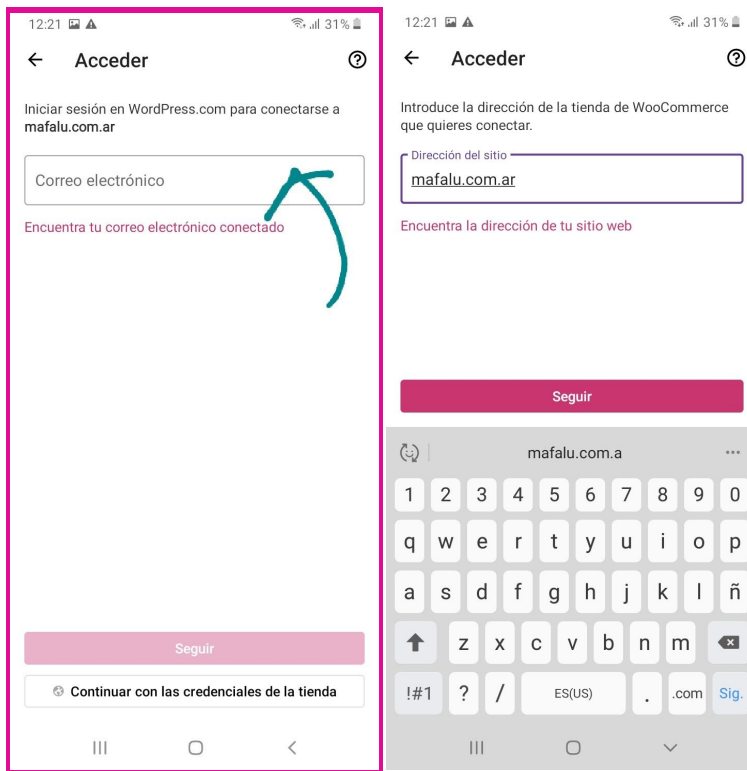 12:21
31%
Acceder
Iniciar sesión en WordPress.com para conectarse a
mafalu.com.ar
Correo electrónico
Encuentra tu correo electrónico conectado
Seguir
Continuar con las credenciales de la tienda
12:21
31%
Acceder
Introduce la dirección de la tienda de WooCommerce
que quieres conectar.
Dirección del sitio
mafalu.com.ar
Encuentra la dirección de tu sitio web
Seguir
mafalu.com.a
1 2 3 4 5 6 7 8 9 0
q w e r t y u i o p
a s d f g h j k l ñ
z x c v b n m
!#1 ? / ES(US) . .com Sig.